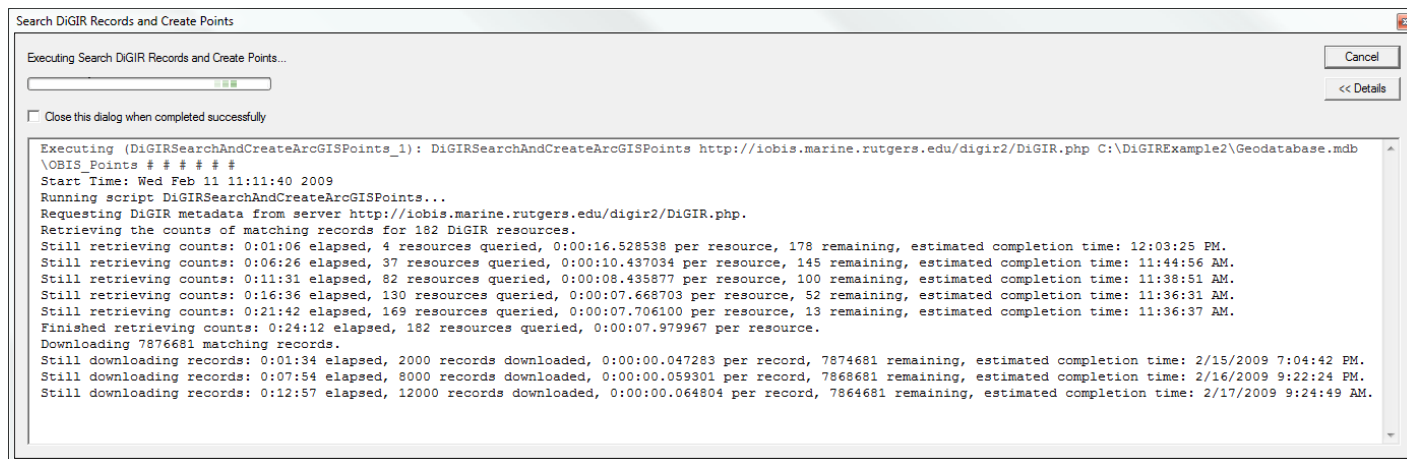 Search DiGIR Records and Create Points
Executing Search DiGIR Records and Create Points...
Cancel
<< Details
Close this dialog when completed successfully
Executing (DiGIRSearchAndCreateArcGISPoints_1): DiGIRSearchAndCreateArcGISPoints http://iobis.marine.rutgers.edu/digir2/DiGIR.php C:\DiGIRExample2\Geodatabase.mdb
\OBIS_Points # # # # # #
Start Time: Wed Feb 11 11:11:40 2009
Running script DiGIRSearchAndCreateArcGISPoints...
Requesting DiGIR metadata from server http://iobis.marine.rutgers.edu/digir2/DiGIR.php.
Retrieving the counts of matching records for 182 DiGIR resources.
Still retrieving counts: 0:01:06 elapsed, 4 resources queried, 0:00:16.528538 per resource, 178 remaining, estimated completion time: 12:03:25 PM.
Still retrieving counts: 0:06:26 elapsed, 37 resources queried, 0:00:10.437034 per resource, 145 remaining, estimated completion time: 11:44:56 AM.
Still retrieving counts: 0:11:31 elapsed, 82 resources queried, 0:00:08.435877 per resource, 100 remaining, estimated completion time: 11:38:51 AM.
Still retrieving counts: 0:16:36 elapsed, 130 resources queried, 0:00:07.668703 per resource, 52 remaining, estimated completion time: 11:36:31 AM.
Still retrieving counts: 0:21:42 elapsed, 169 resources queried, 0:00:07.706100 per resource, 13 remaining, estimated completion time: 11:36:37 AM.
Finished retrieving counts: 0:24:12 elapsed, 182 resources queried, 0:00:07.979967 per resource.
Downloading 7876681 matching records.
Still downloading records: 0:01:34 elapsed, 2000 records downloaded, 0:00:00.047283 per record, 7874681 remaining, estimated completion time: 2/15/2009 7:04:42 PM.
Still downloading records: 0:07:54 elapsed, 8000 records downloaded, 0:00:00.059301 per record, 7868681 remaining, estimated completion time: 2/16/2009 9:22:24 PM.
Still downloading records: 0:12:57 elapsed, 12000 records downloaded, 0:00:00.064804 per record, 7864681 remaining, estimated completion time: 2/17/2009 9:24:49 AM.